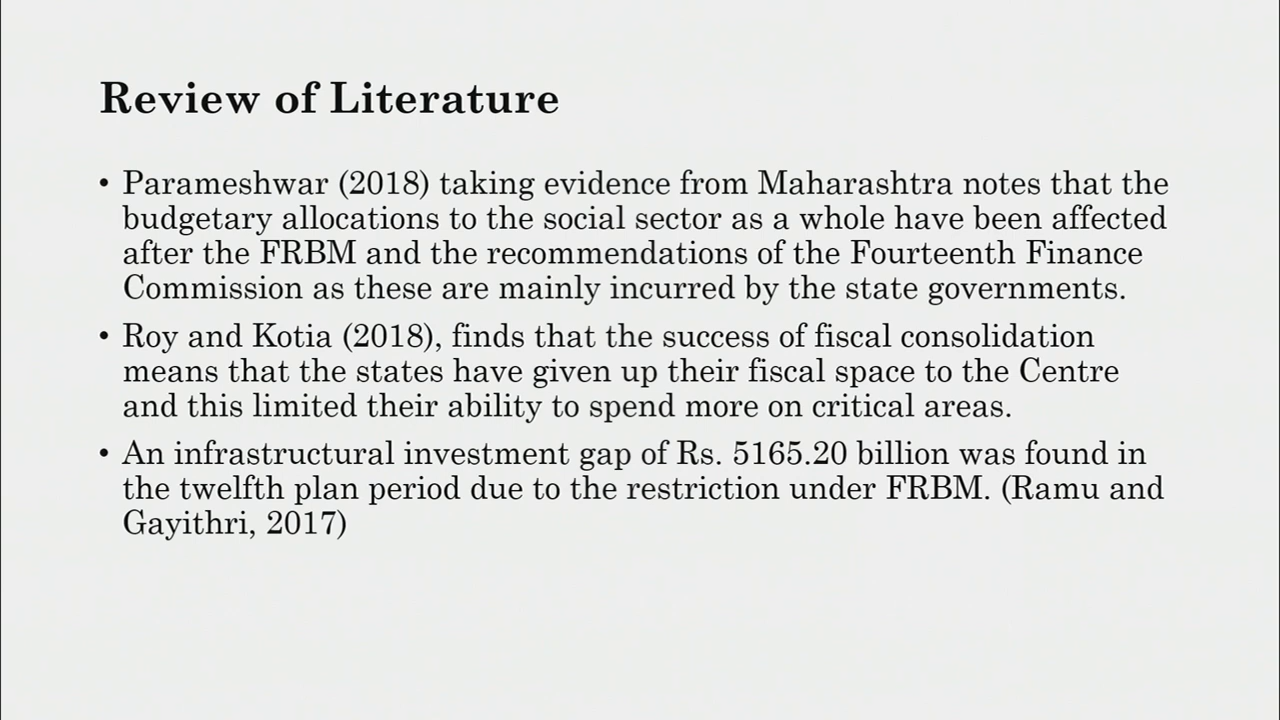 Review of Literature
• Parameshwar (2018) taking evidence from Maharashtra notes that the
budgetary allocations to the social sector as a whole have been affected
after the FRBM and the recommendations of the Fourteenth Finance
Commission as these are mainly incurred by the state governments.
• Roy and Kotia (2018), finds that the success of fiscal consolidation
means that the states have given up their fiscal space to the Centre
and this limited their ability to spend more on critical areas.
• An infrastructural investment gap of Rs. 5165.20 billion was found in
the twelfth plan period due to the restriction under FRBM. (Ramu and
Gayithri, 2017)